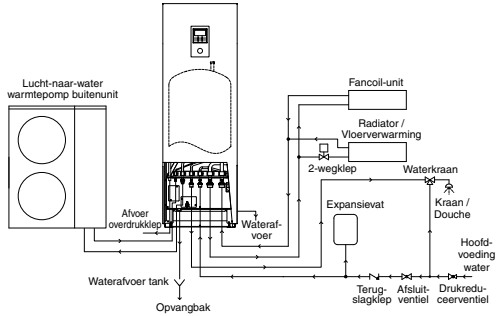 Lucht-naar-water
warmtepomp buitenunit
Fancoil-unit
Radiator /
Vloerverwarming
2-wegklep
Waterkraan
Kraan /
Douche
Expansievat
Afvoer
overdrukklep
Wateraf-
voer
Hoofd-
voeding
water
Waterafvoer tank
Opvangbak
Terug-
slagklep
Afsluit-
ventiel
Drukredu-
ceerventiel